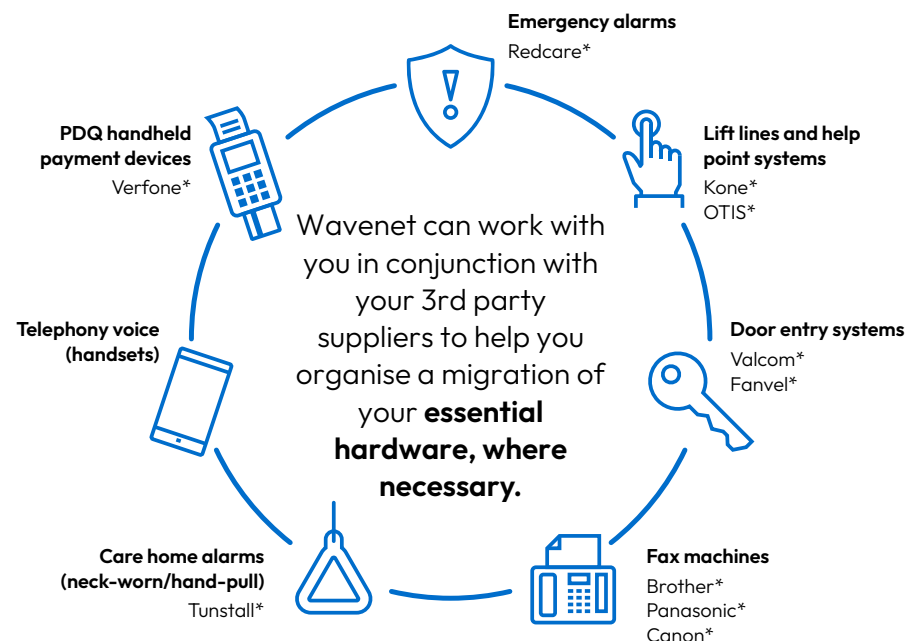 Emergency alarms
Redcare*
PDQ handheld
payment devices
Verfone*
Lift lines and help
point systems
Kone*
OTIS*
Wavenet can work with
you in conjunction with
your 3rd party
suppliers to help you
organise a migration of
your essential
hardware, where
necessary.
Telephony voice
(handsets)
Door entry systems
Valcom*
Fanvel*
Care home alarms
(neck-worn/hand-pull)
Tunstall*
Fax machines
Brother*
Panasonic*
Canon*